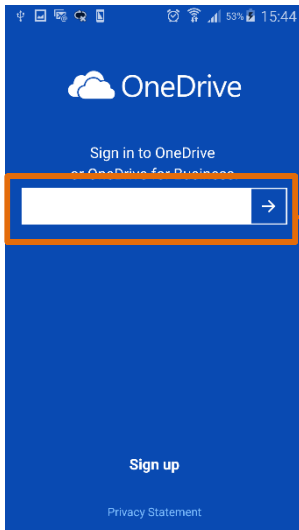 53% 15:44
OneDrive
Sign in to OneDrive
or OneDrive for Business
Sign up
Privacy Statement